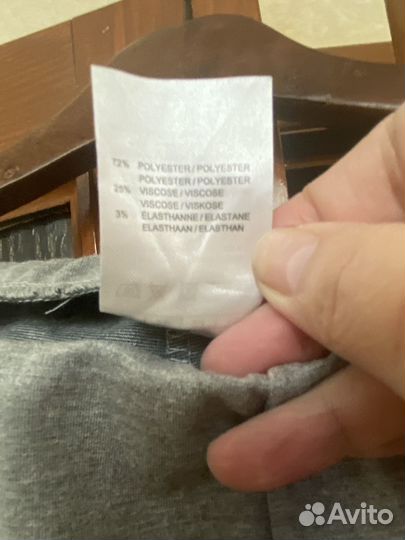 72% POLYESTER / POLYESTER
POLYESTER / POLYESTER
25% VISCOSE / VISCOSE
VISCOSE / VISKOSE
3% ELASTHANNE / ELASTANE
ELASTHAAN / ELASTHAN
Avito